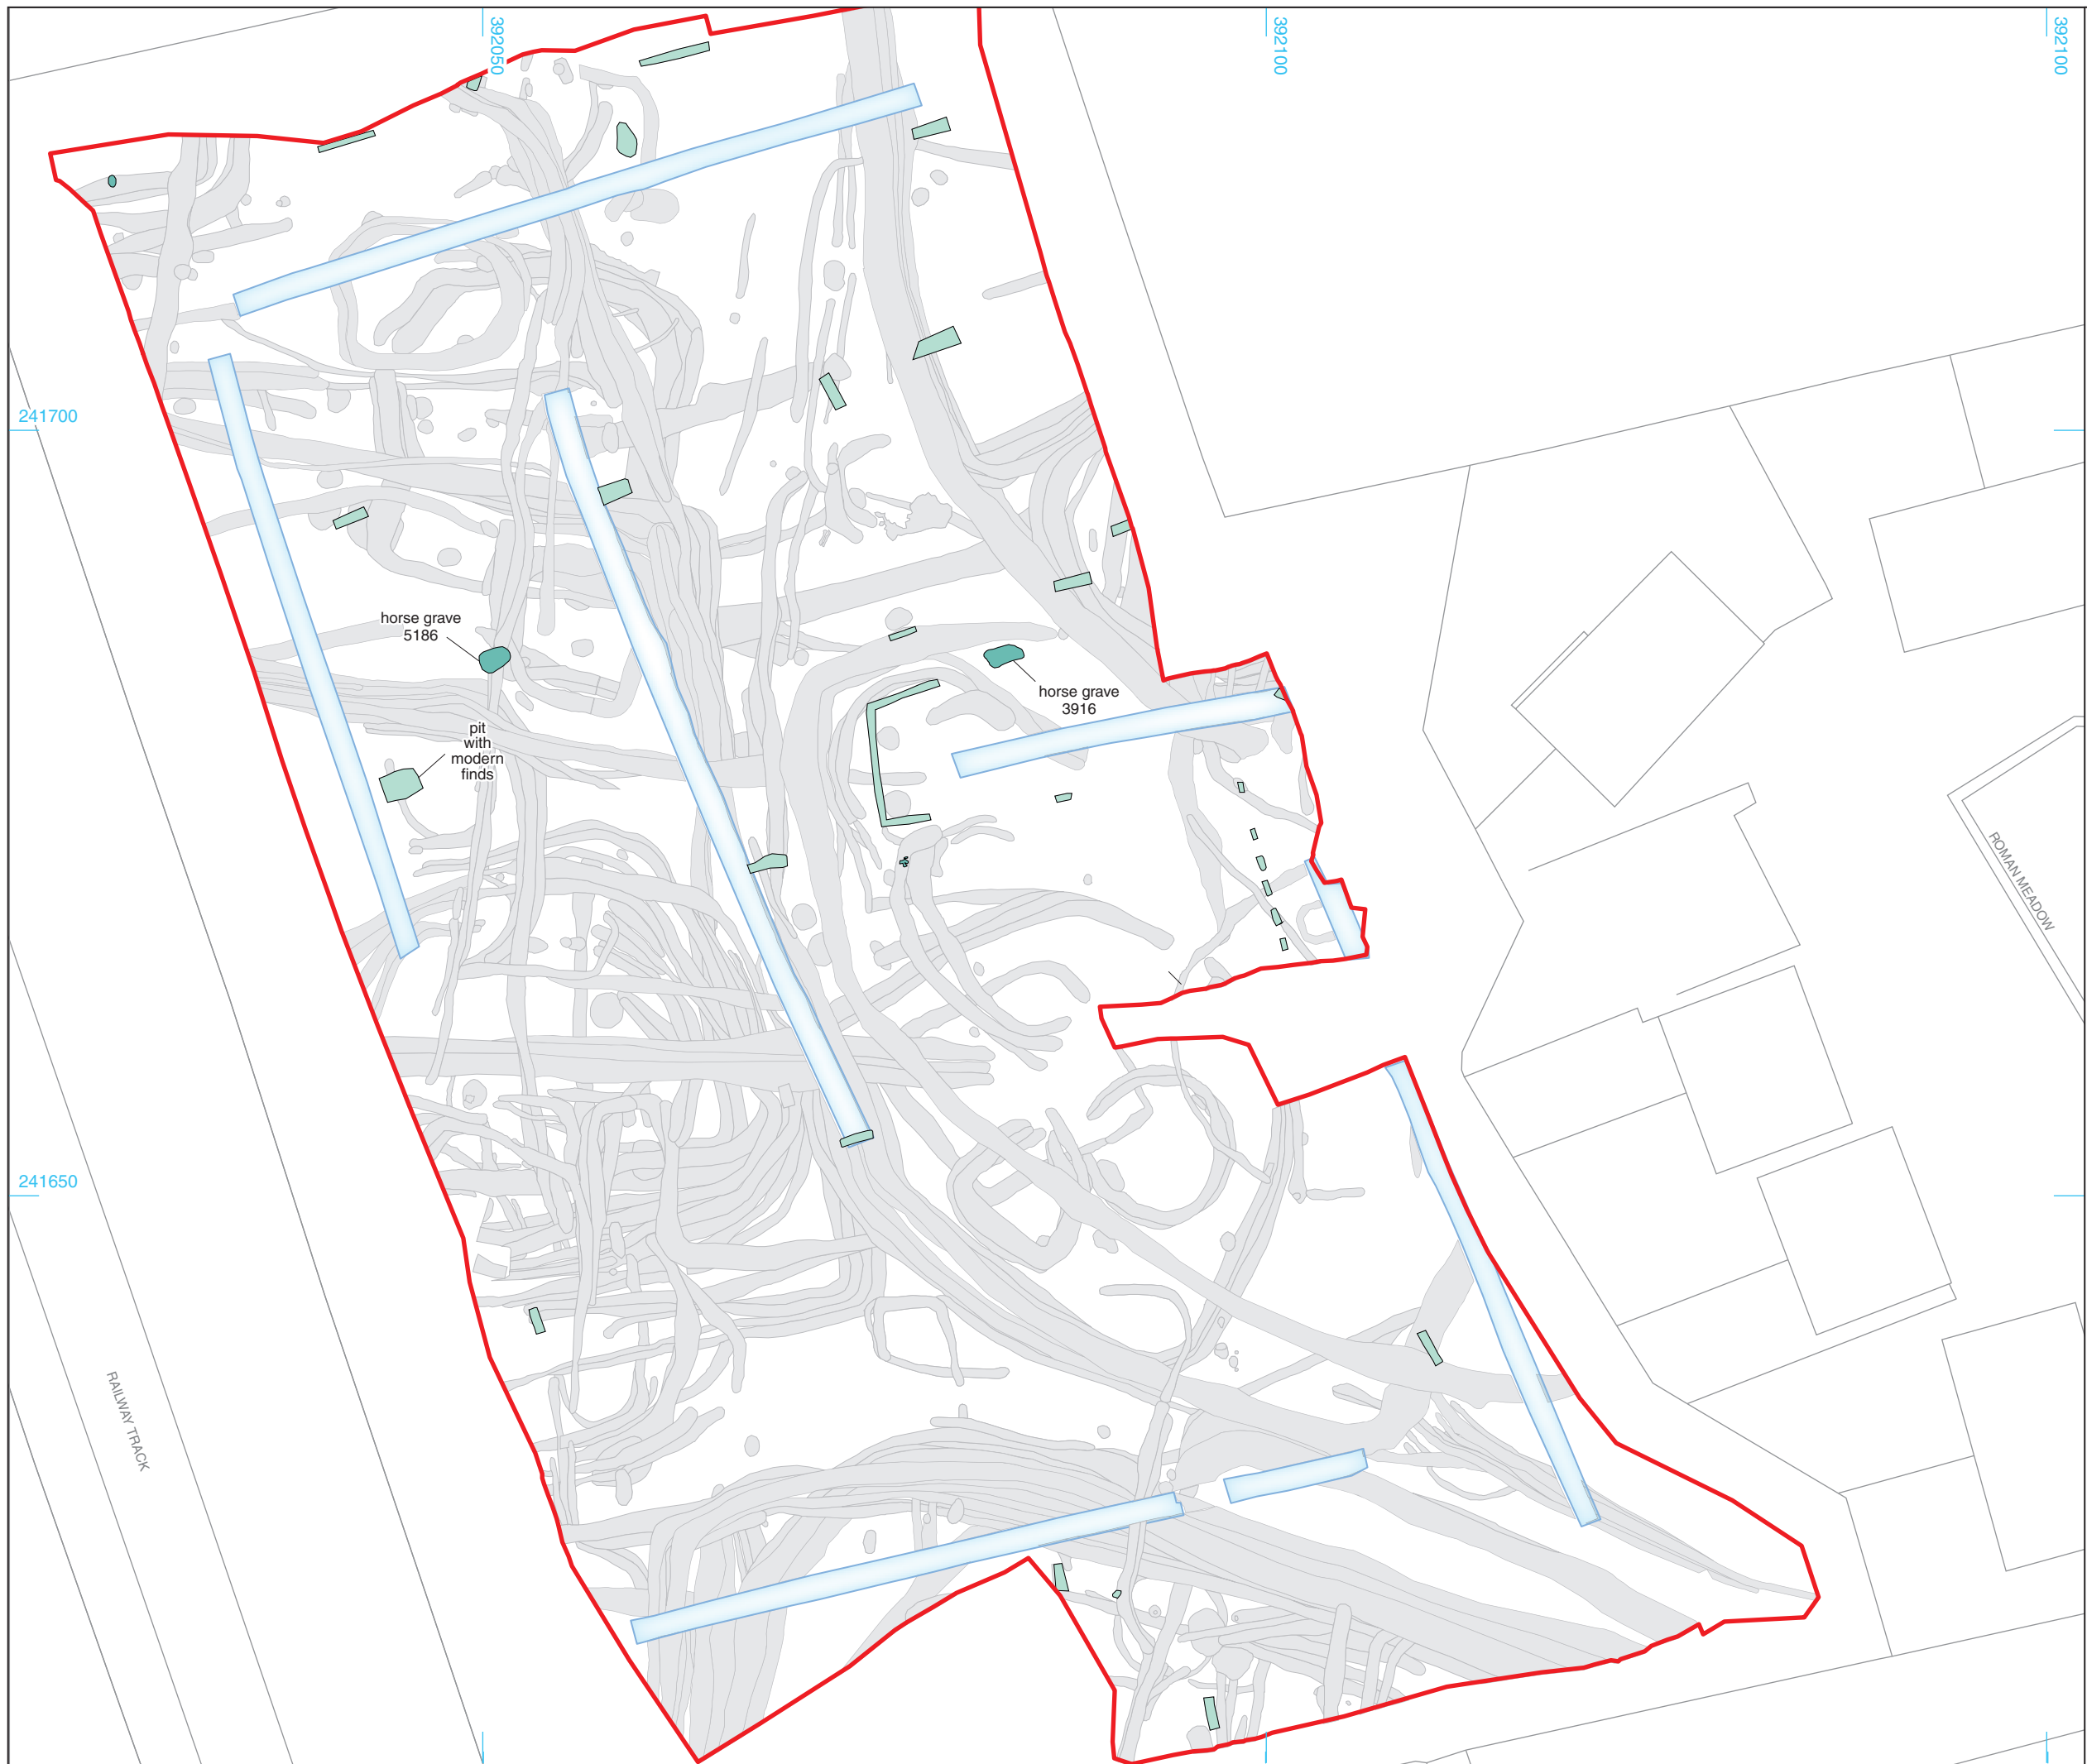 392050
392100
392100
241700
horse grave
5186
horse grave
3916
pit
with
modern
finds
ROMAN MEADOW
241650
RAILWAY TRACK